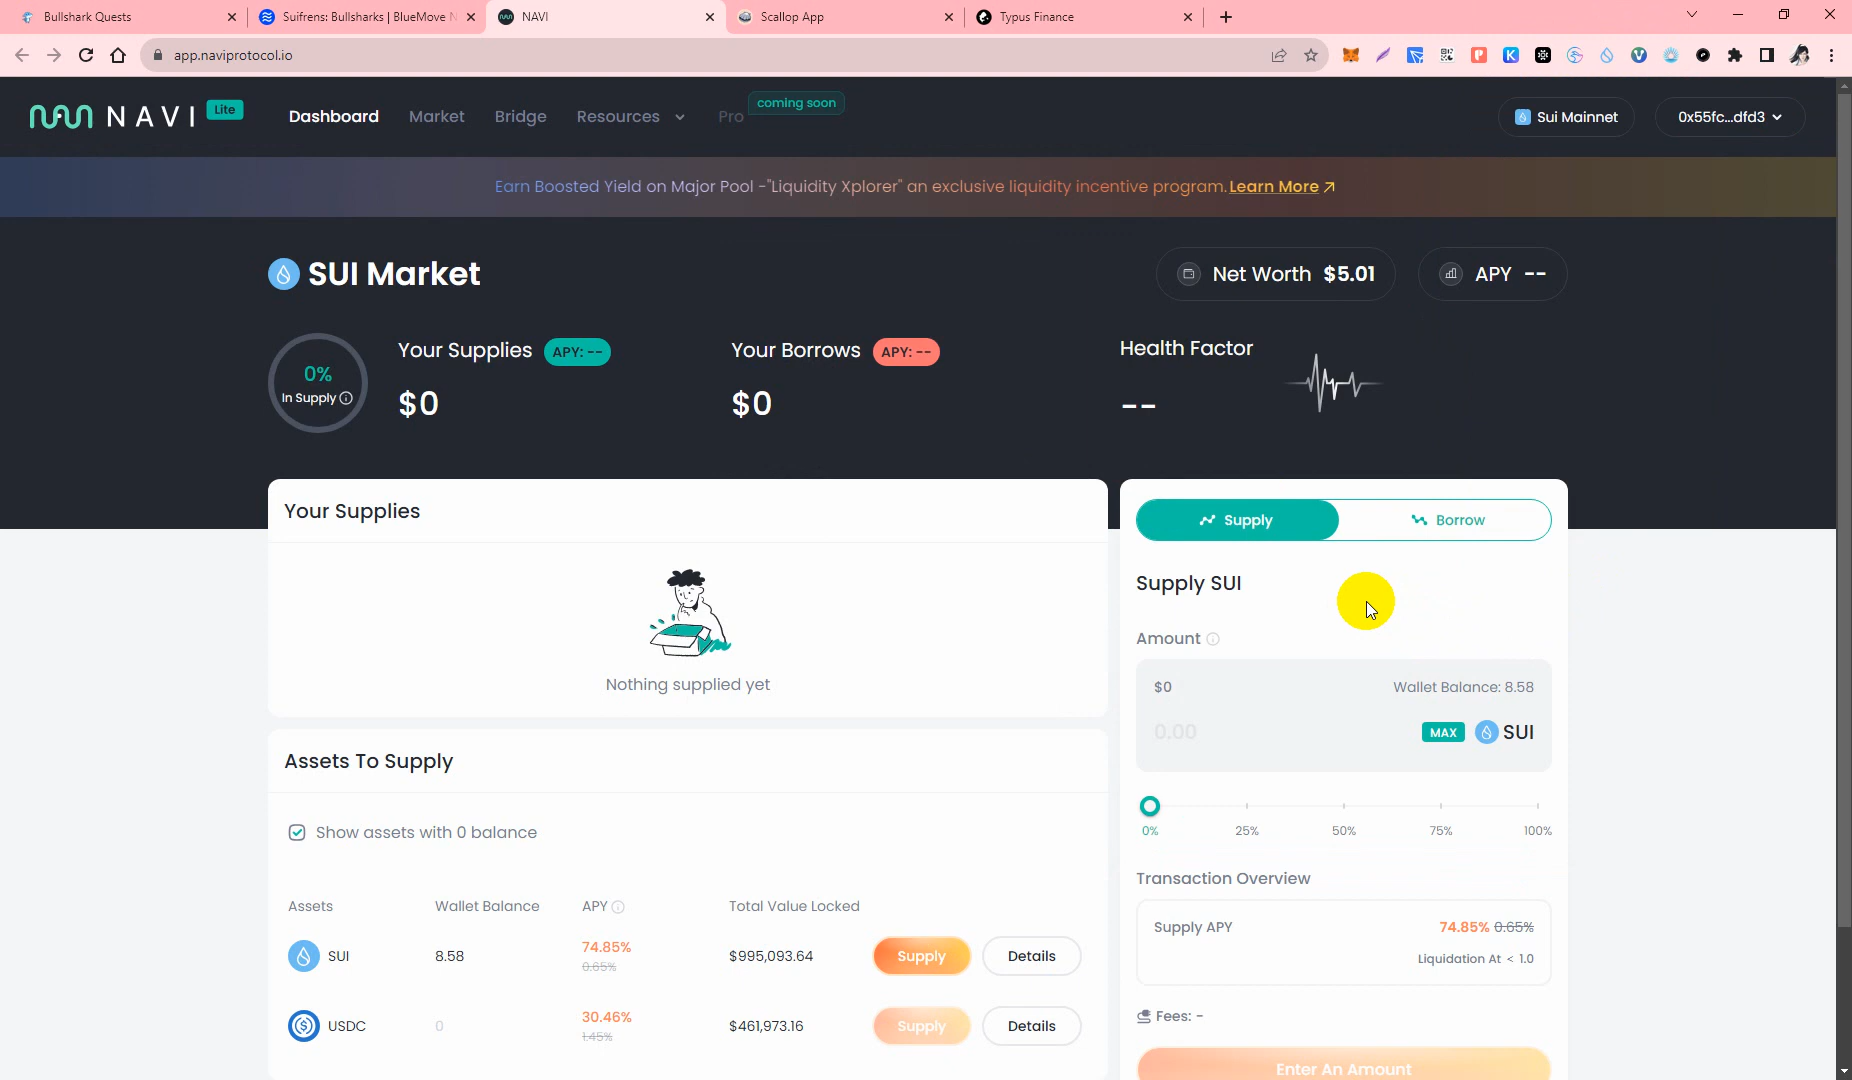 Bullshark Quests
Suifrens: Bullsharks | BlueMove N
NAVI
Scallop App
Typus Finance
app.naviprotocol.io
NAVI Lite
Dashboard
Market
Bridge
Resources
Pro
coming soon
Sui Mainnet
0x55fc...dfd3
Earn Boosted Yield on Major Pool -"Liquidity Xplorer" an exclusive liquidity incentive program. Learn More
SUI Market
Net Worth $5.01
APY --
0%
In Supply
Your Supplies APY: --
$0
Your Borrows APY: --
$0
Health Factor
--
Your Supplies
Nothing supplied yet
Assets To Supply
Show assets with 0 balance
Assets Wallet Balance APY Total Value Locked
SUI 8.58 74.85% $995,093.64 Supply Details
0.65%
USDC 0 30.46% $461,973.16 Supply Details
1.45%
Supply Borrow
Supply SUI
Amount
$0 Wallet Balance: 8.58
0.00 MAX SUI
0% 25% 50% 75% 100%
Transaction Overview
Supply APY 74.85% 0.65%
Liquidation At < 1.0
Fees: -
Enter An Amount